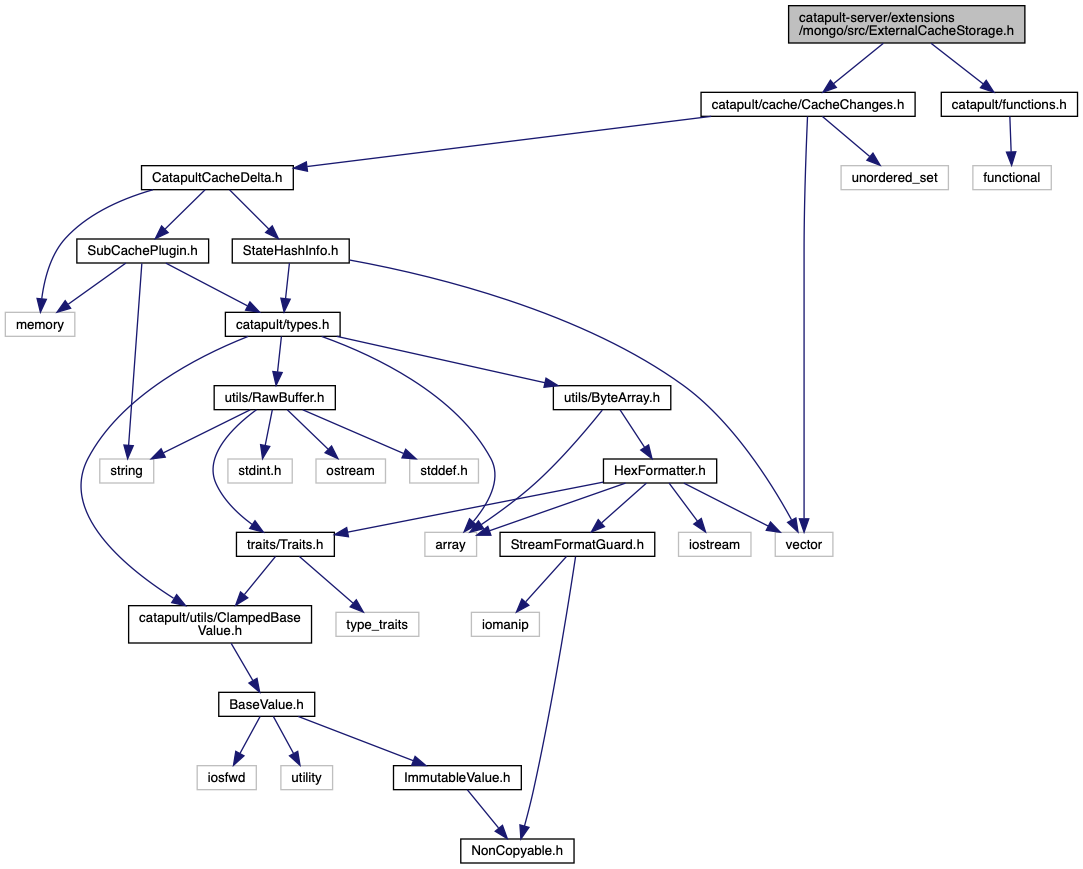 catapult-server/extensions
/mongo/src/ExternalCacheStorage.h
catapult/cache/CacheChanges.h
catapult/functions.h
CatapultCacheDelta.h
unordered_set
functional
SubCachePlugin.h
StateHashInfo.h
memory
catapult/types.h
utils/RawBuffer.h
utils/ByteArray.h
string
stdint.h
ostream
stddef.h
HexFormatter.h
traits/Traits.h
array
StreamFormatGuard.h
iostream
vector
catapult/utils/ClampedBase
Value.h
type_traits
iomanip
BaseValue.h
iosfwd
utility
ImmutableValue.h
NonCopyable.h